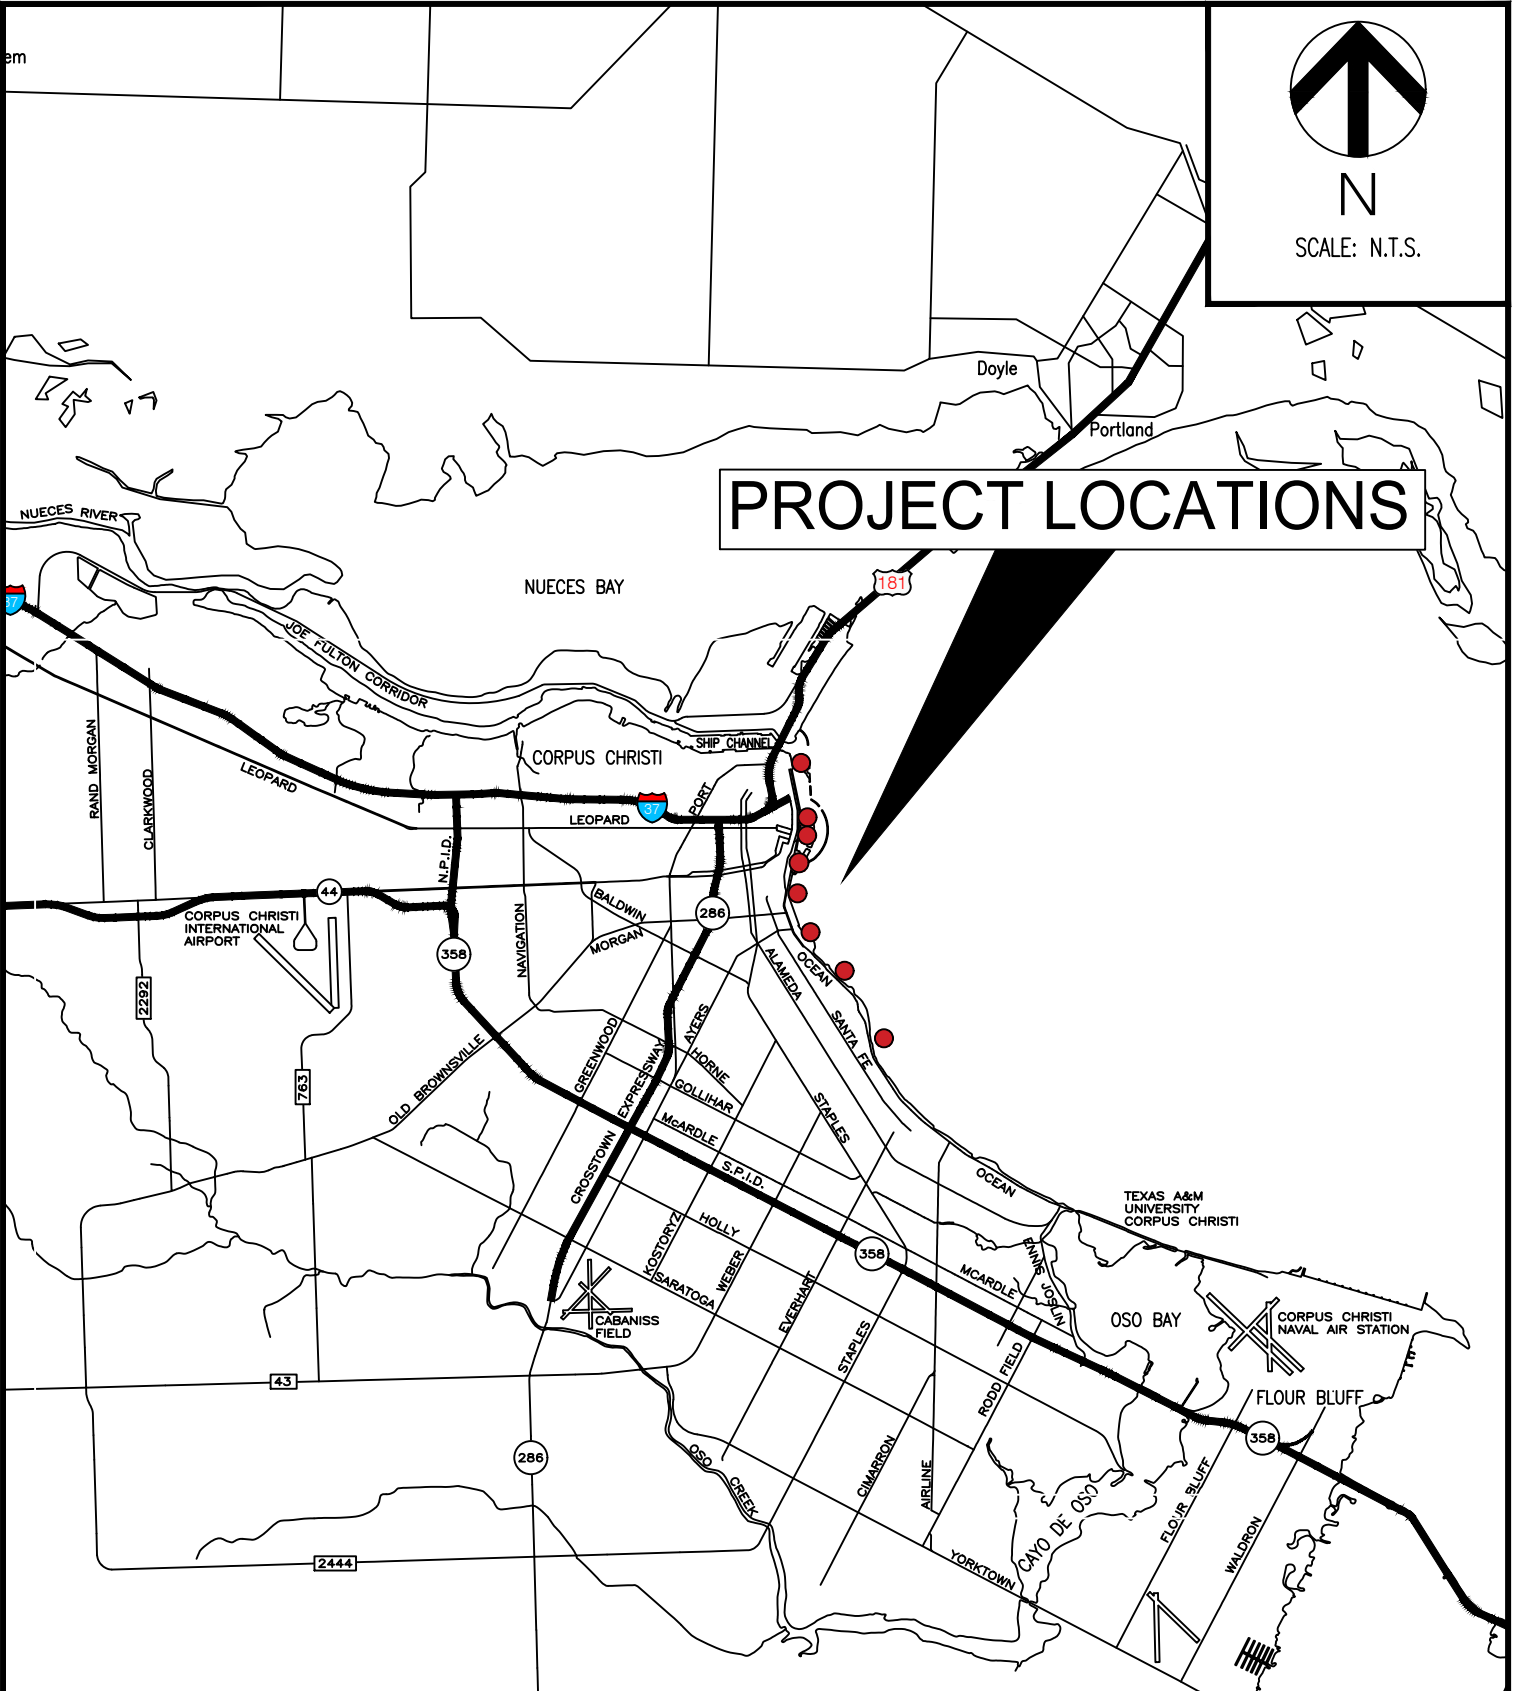 em
N
SCALE: N.T.S.
Doyle
Portland
PROJECT LOCATIONS
NUECES RIVER
NUECES BAY
181
37
JOE FULTON CORRIDOR
RAND MORGAN
CLARKWOOD
LEOPARD
SHIP CHANNEL
CORPUS CHRISTI
PORT
37
LEOPARD
N.P.I.D.
44
CORPUS CHRISTI
INTERNATIONAL
AIRPORT
BALDWIN
286
MORGAN
NAVIGATION
358
ALAMEDA
OCEAN
2292
SANTA FE
AYERS
GREENWOOD
OLD BROWNSVILLE
763
EXPRESSWAY
HORNE
GOLLIHAR
McARDLE
STAPLES
CROSSTOWN
S.P.I.D.
OCEAN
TEXAS A&M
UNIVERSITY
CORPUS CHRISTI
KOSTORYZ
HOLLY
WEBER
SARATOGA
358
ENNIS JOSLIN
MCARDLE
EVERHART
CABANISS
FIELD
OSO BAY
CORPUS CHRISTI
NAVAL AIR STATION
STAPLES
RODD FIELD
43
FLOUR BLUFF
358
286
OSO CREEK
CIMARRON
AIRLINE
CAYO DE OSO
FLOUR BLUFF
WALDRON
2444
YORKTOWN